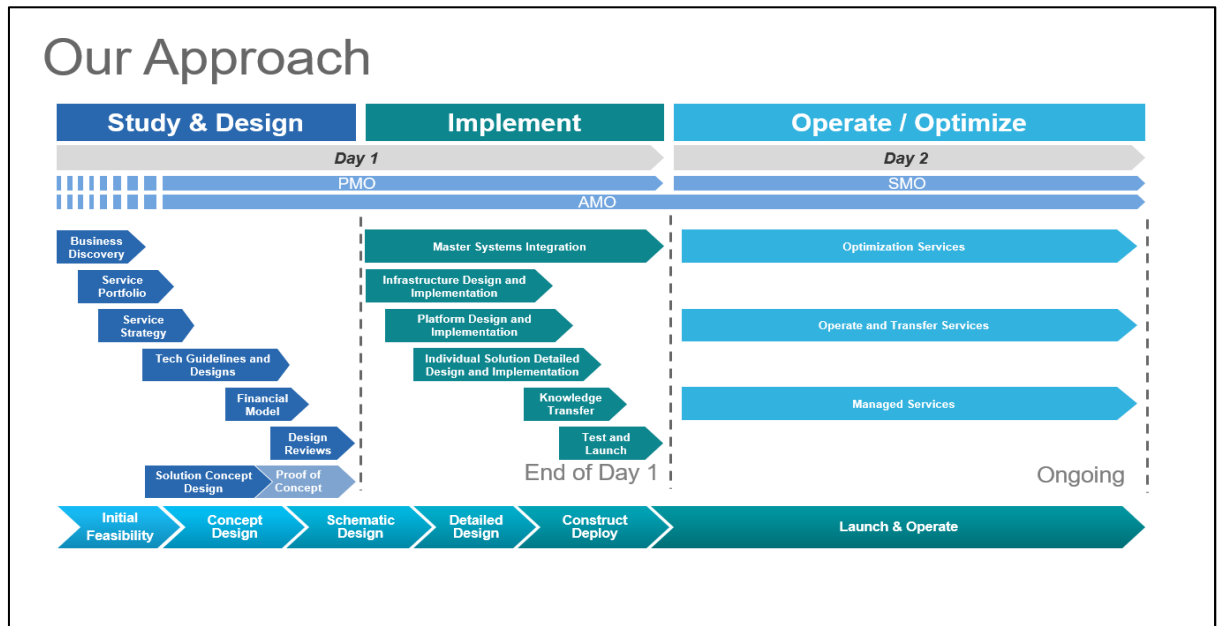 Our Approach
Study & Design
Implement
Operate / Optimize
Day 1
Day 2
PMO
SMO
AMO
Business
Discovery
Service
Portfolio
Service
Strategy
Tech Guidelines and
Designs
Financial
Model
Design
Reviews
Solution Concept
Design
Proof of
Concept
Master Systems Integration
Infrastructure Design and
Implementation
Platform Design and
Implementation
Individual Solution Detailed
Design and Implementation
Knowledge
Transfer
Test and
Launch
End of Day 1
Optimization Services
Operate and Transfer Services
Managed Services
Ongoing
Initial
Feasibility
Concept
Design
Schematic
Design
Detailed
Design
Construct
Deploy
Launch & Operate